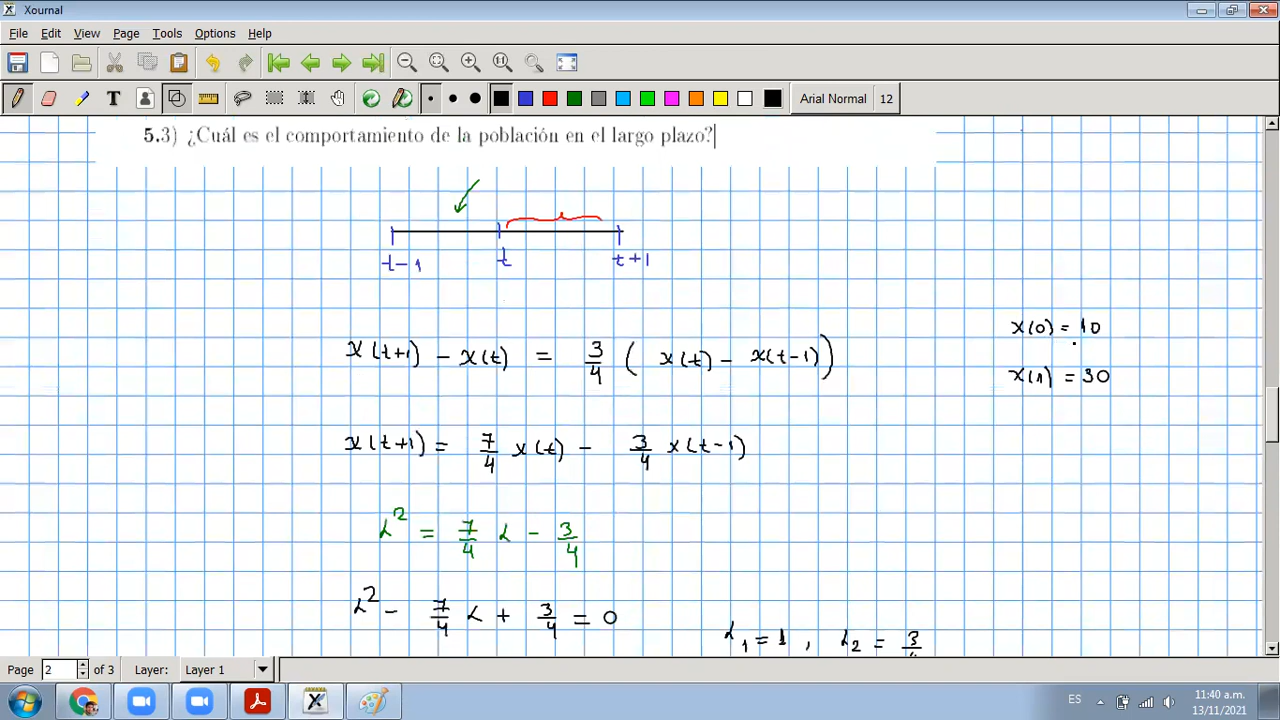 Xournal
File Edit View Page Tools Options Help
Arial Normal 12
5.3) ¿Cuál es el comportamiento de la población en el largo plazo?
t-1 t t+1
x(0) = 10
x(t+1) - x(t) = 3/4 ( x(t) - x(t-1) )
x(1) = 30
x(t+1) = 7/4 x(t) - 3/4 x(t-1)
λ² = 7/4 λ - 3/4
λ² - 7/4 λ + 3/4 = 0
λ₁ = 1 , λ₂ = 3/4
Page 2 of 3 Layer: Layer 1
ES 11:40 a.m.
13/11/2021